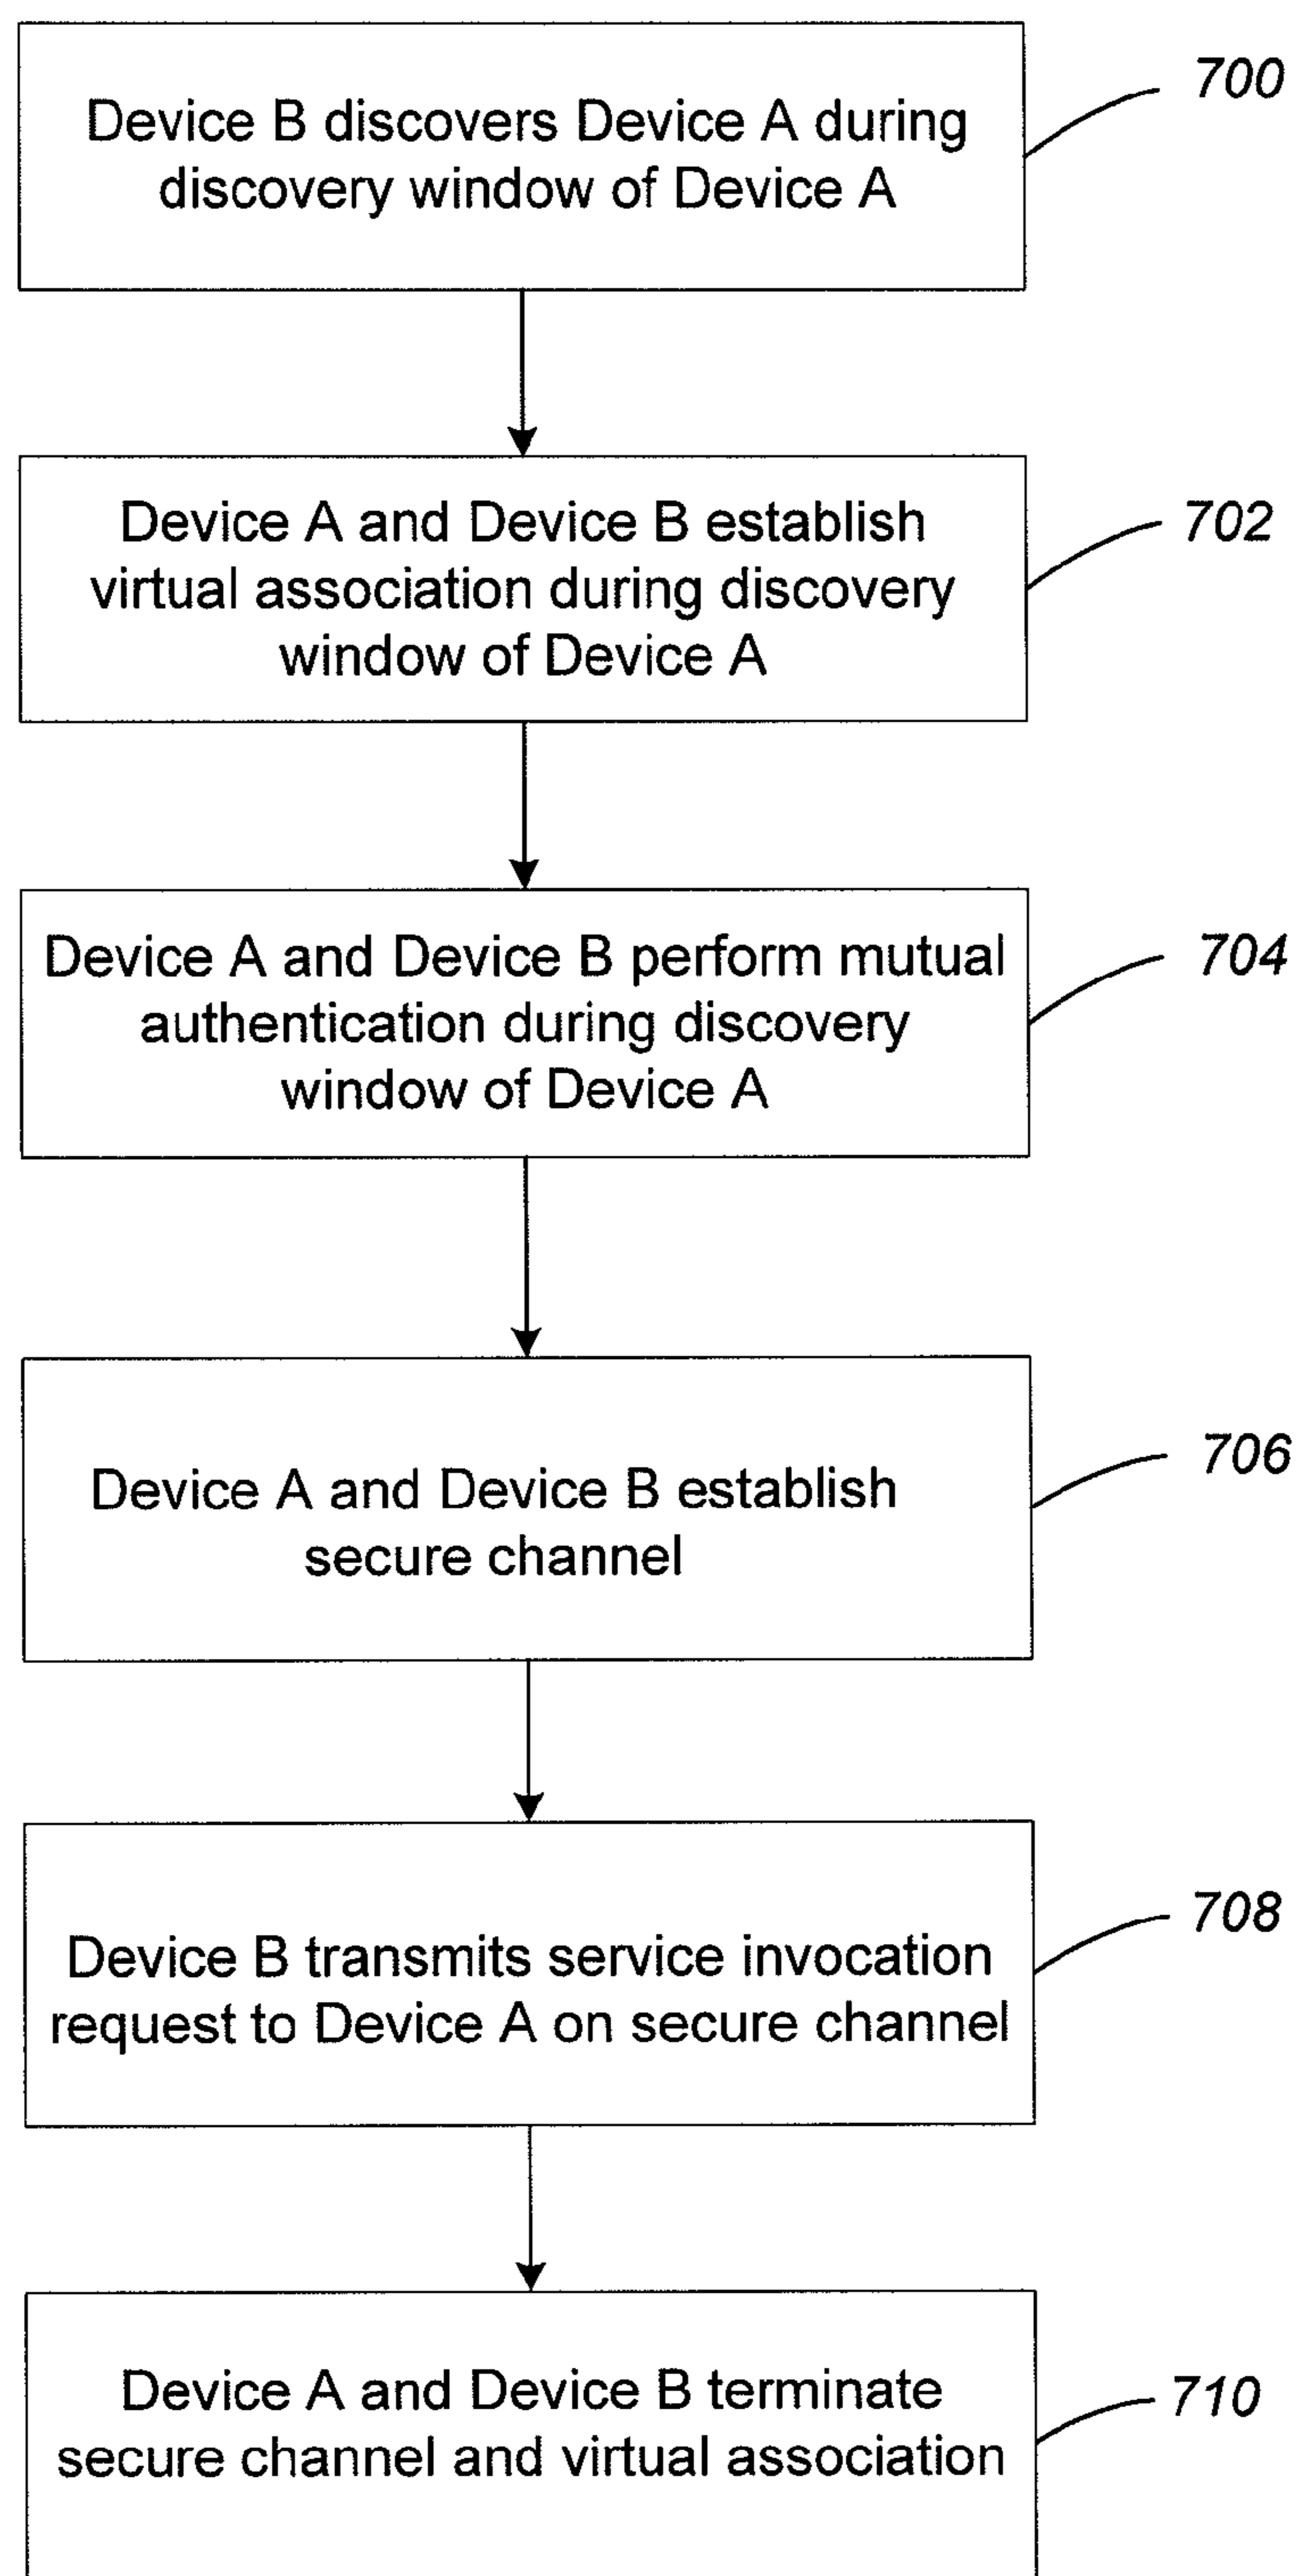 700
Device B discovers Device A during
discovery window of Device A
702
Device A and Device B establish
virtual association during discovery
window of Device A
704
Device A and Device B perform mutual
authentication during discovery
window of Device A
706
Device A and Device B establish
secure channel
708
Device B transmits service invocation
request to Device A on secure channel
710
Device A and Device B terminate
secure channel and virtual association